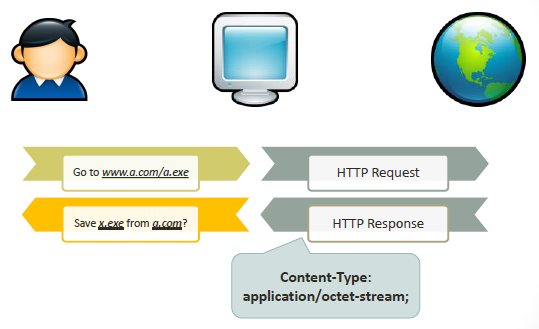 Go to www.a.com/a.exe
HTTP Request
Save x.exe from a.com?
HTTP Response
Content-Type:
application/octet-stream;